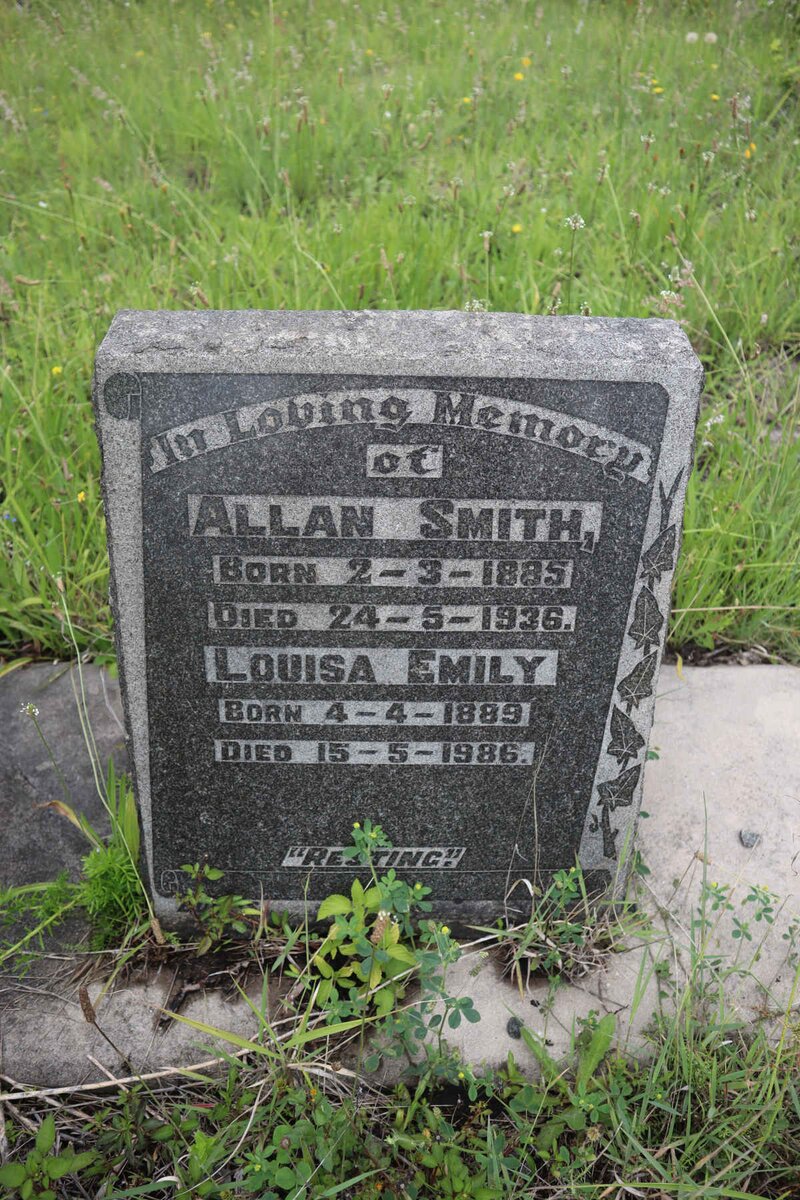 In Loving Memory
of
ALLAN SMITH,
BORN 2-3-1885
DIED 24-5-1936.
LOUISA EMILY
BORN 4-4-1889
DIED 15-5-1986.
"RESTING".